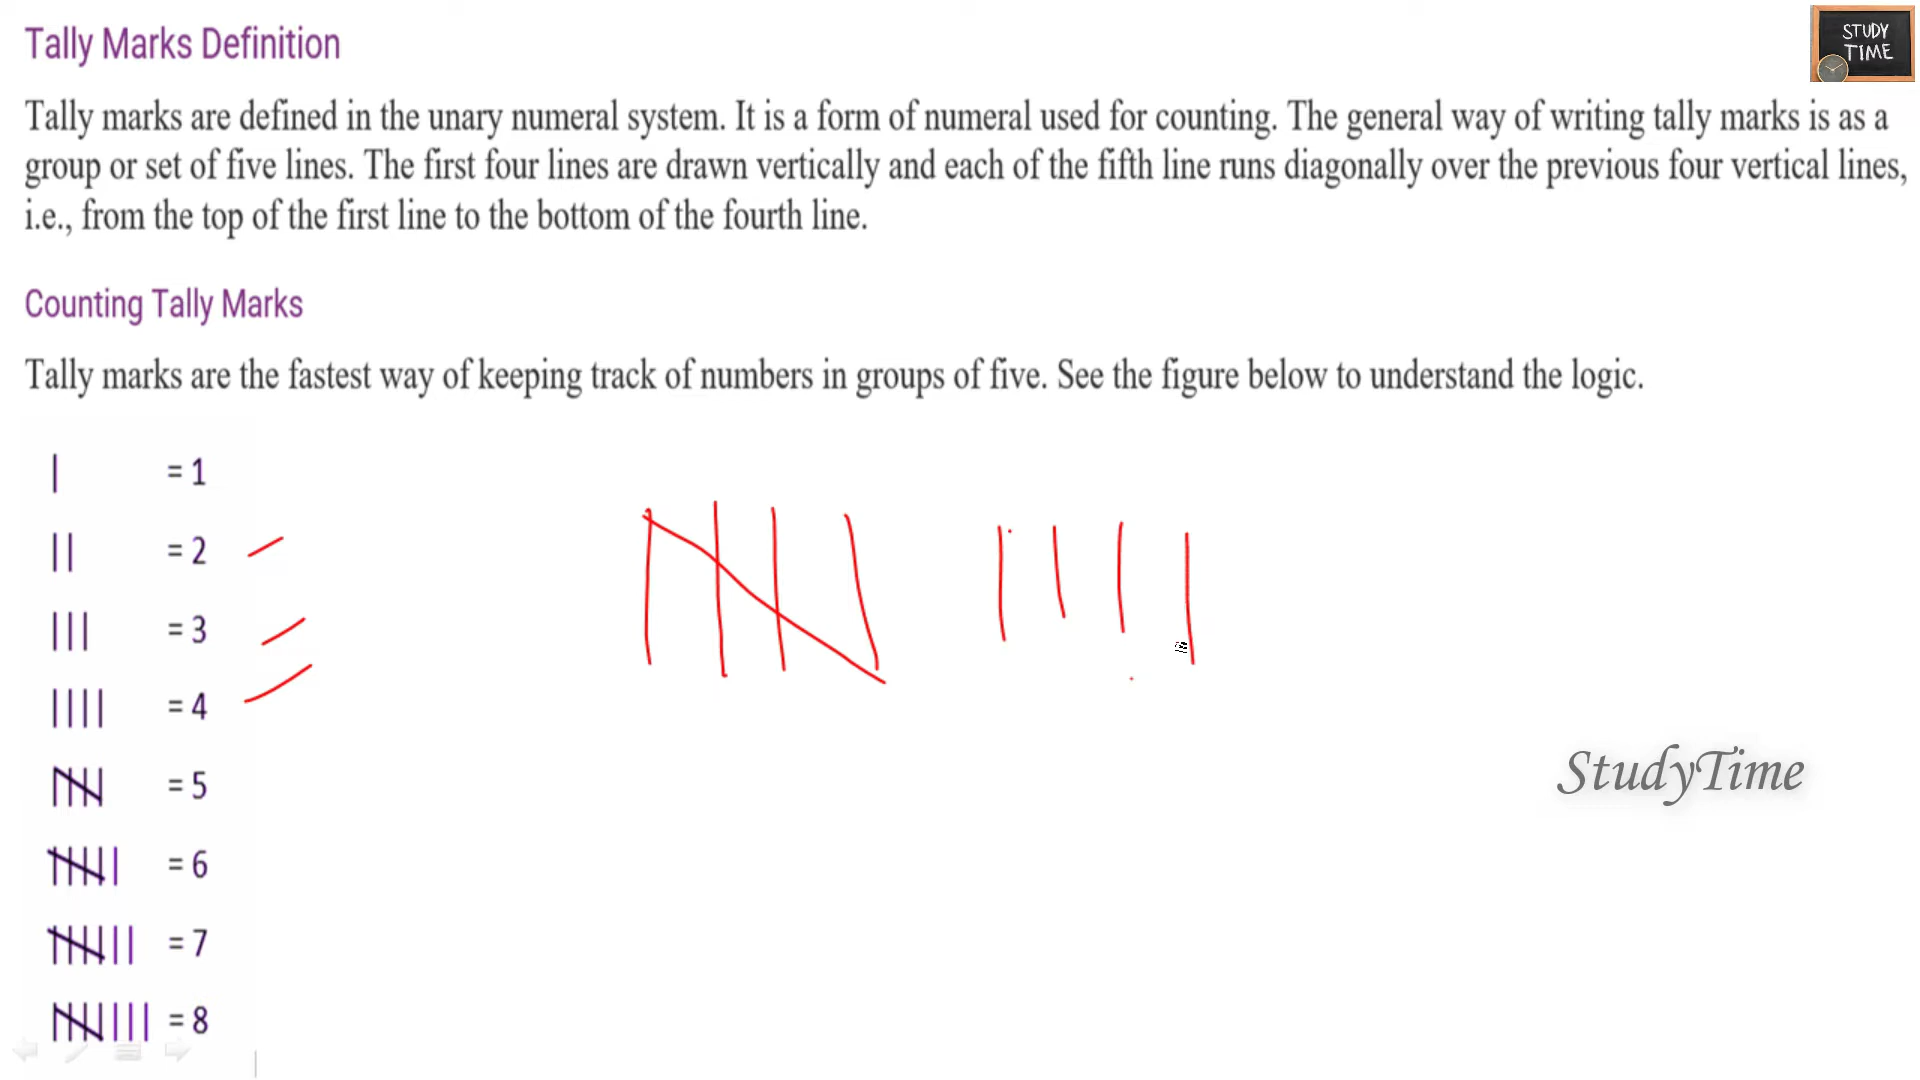 Tally Marks Definition
STUDY
TIME
Tally marks are defined in the unary numeral system. It is a form of numeral used for counting. The general way of writing tally marks is as a
group or set of five lines. The first four lines are drawn vertically and each of the fifth line runs diagonally over the previous four vertical lines,
i.e., from the top of the first line to the bottom of the fourth line.
Counting Tally Marks
Tally marks are the fastest way of keeping track of numbers in groups of five. See the figure below to understand the logic.
| = 1
|| = 2
||| = 3
|||| = 4
= 5
= 6
= 7
= 8
StudyTime